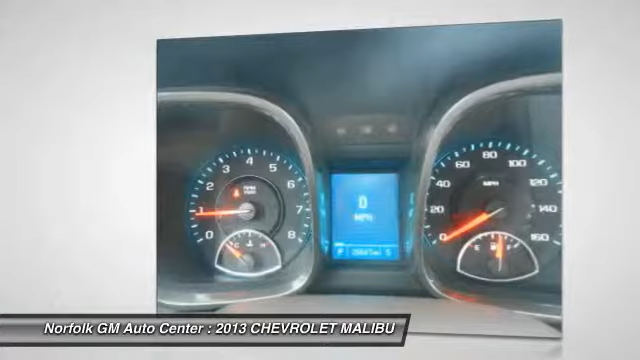 4
3 5
2 6
1 7
0 8
C H
0
MPH
P
S
80
60 100
40 120
MPH
20 140
0 160
E F
Norfolk GM Auto Center : 2013 CHEVROLET MALIBU